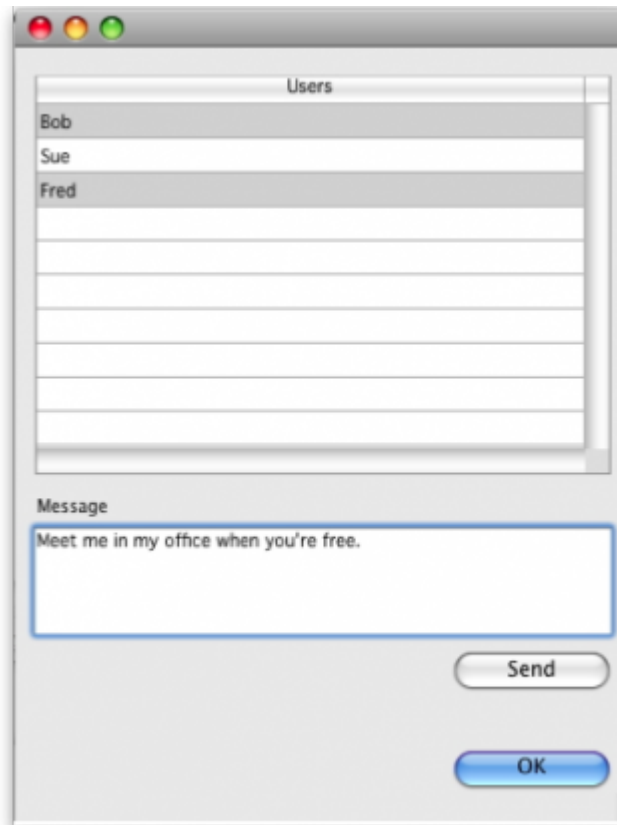 Users
Bob
Sue
Fred
Message
Meet me in my office when you're free.
Send
OK